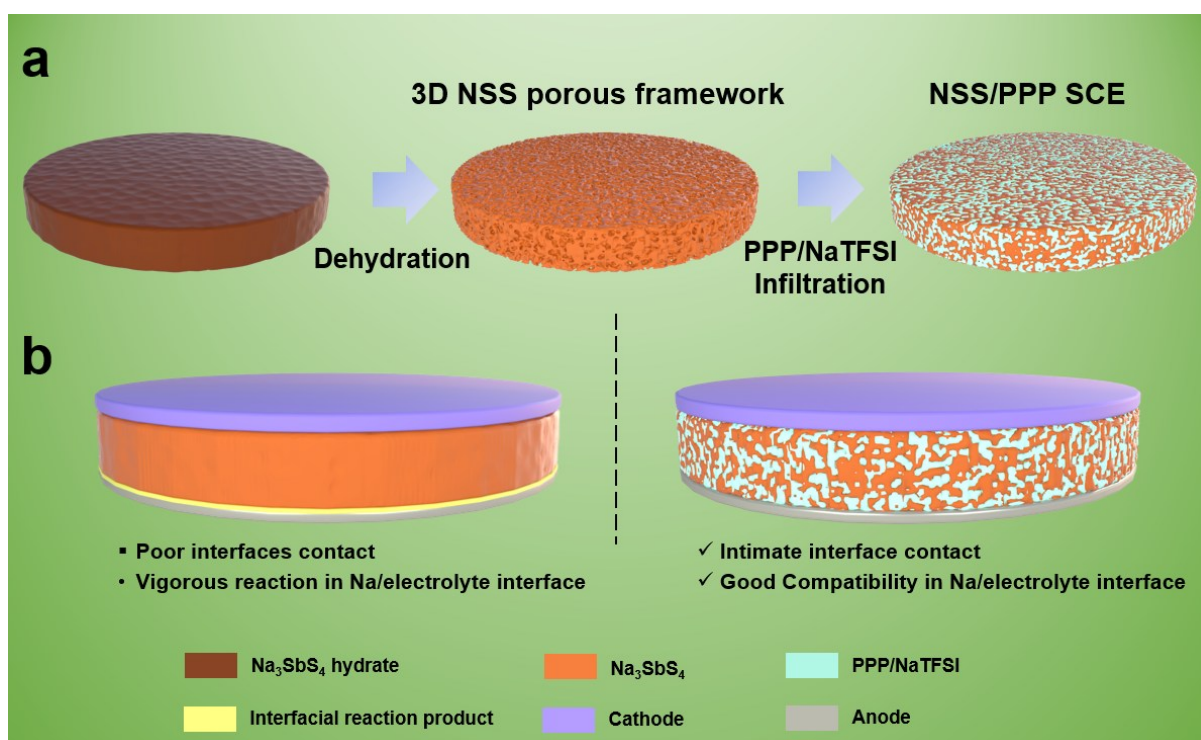 a
3D NSS porous framework
NSS/PPP SCE
Dehydration
PPP/NaTFSI
Infiltration
b
▪ Poor interfaces contact
• Vigorous reaction in Na/electrolyte interface
✓ Intimate interface contact
✓ Good Compatibility in Na/electrolyte interface
Na₃SbS₄ hydrate
Na₃SbS₄
PPP/NaTFSI
Interfacial reaction product
Cathode
Anode